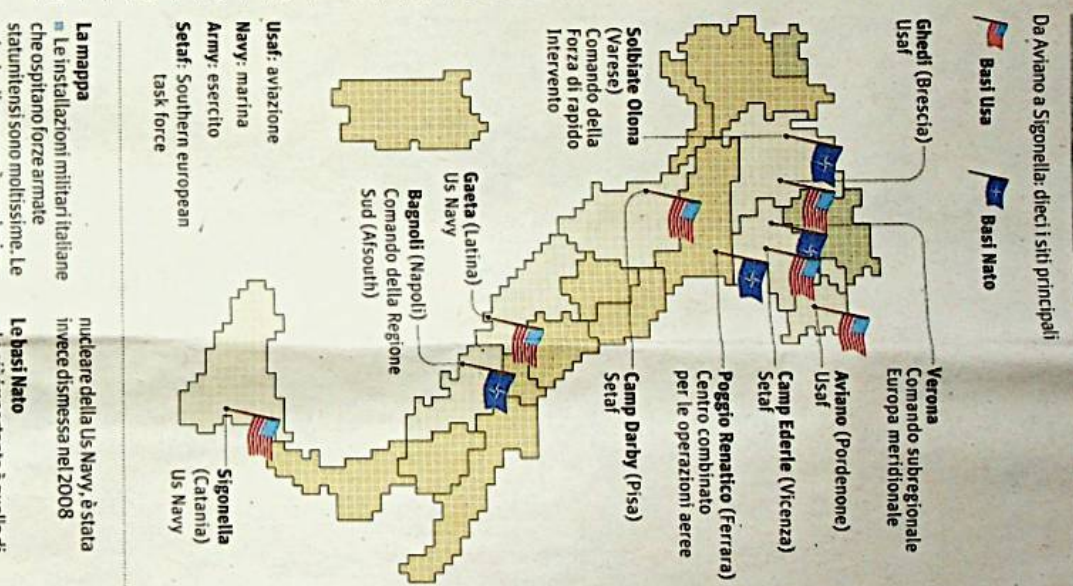 Da Aviano a Sigonella: dieci i siti principali
Basi Usa
Basi Nato
Ghedi (Brescia)
Usaf
Verona
Comando subregionale
Europa meridionale
Solbiate Olona
(Varese)
Comando della
Forza di rapido
Intervento
Aviano (Pordenone)
Usaf
Camp Ederle (Vicenza)
Setaf
Poggio Renatico (Ferrara)
Centro combinato
per le operazioni aeree
Camp Darby (Pisa)
Setaf
Gaeta (Latina)
Us Navy
Bagnoli (Napoli)
Comando della Regione
Sud (Afsouth)
Sigonella
(Catania)
Us Navy
Usaf: aviazione
Navy: marina
Army: esercito
Setaf: Southern european
task force
La mappa
Le installazioni militari italiane
che ospitano forze armate
statunitensi sono moltissime. Le
nucleare della Us Navy, è stata
invece dismessa nel 2008
Le basi Nato